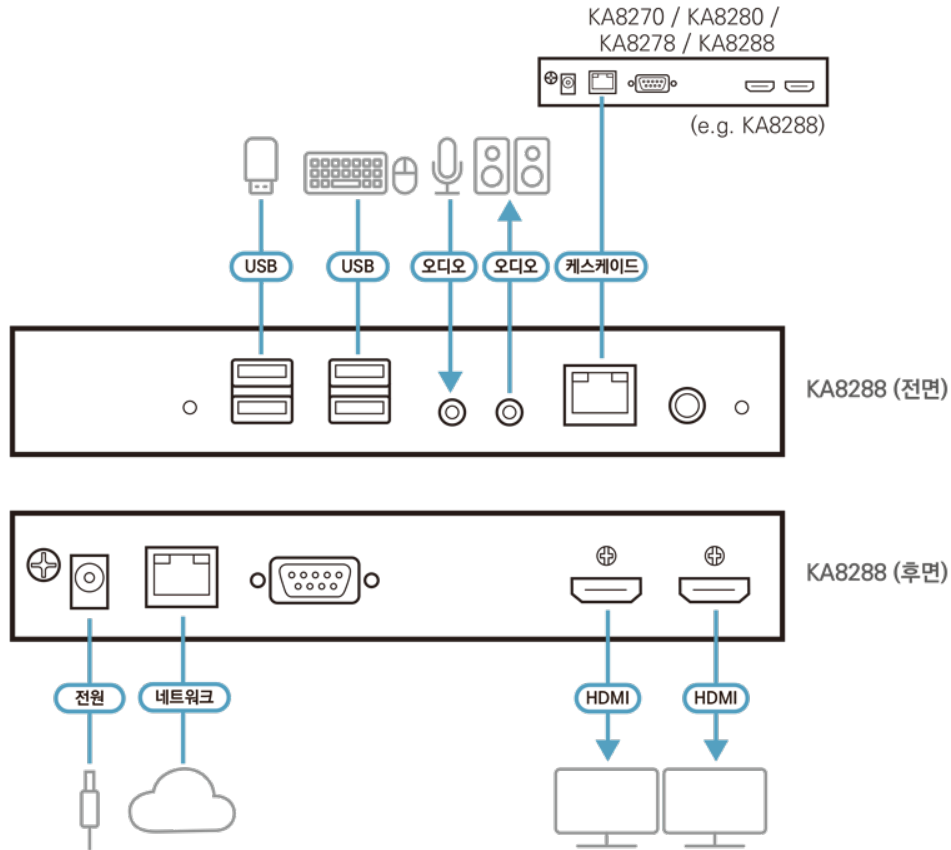 KA8270 / KA8280 /
KA8278 / KA8288
(e.g. KA8288)
USB
USB
오디오
오디오
케스케이드
KA8288 (전면)
KA8288 (후면)
전원
네트워크
HDMI
HDMI